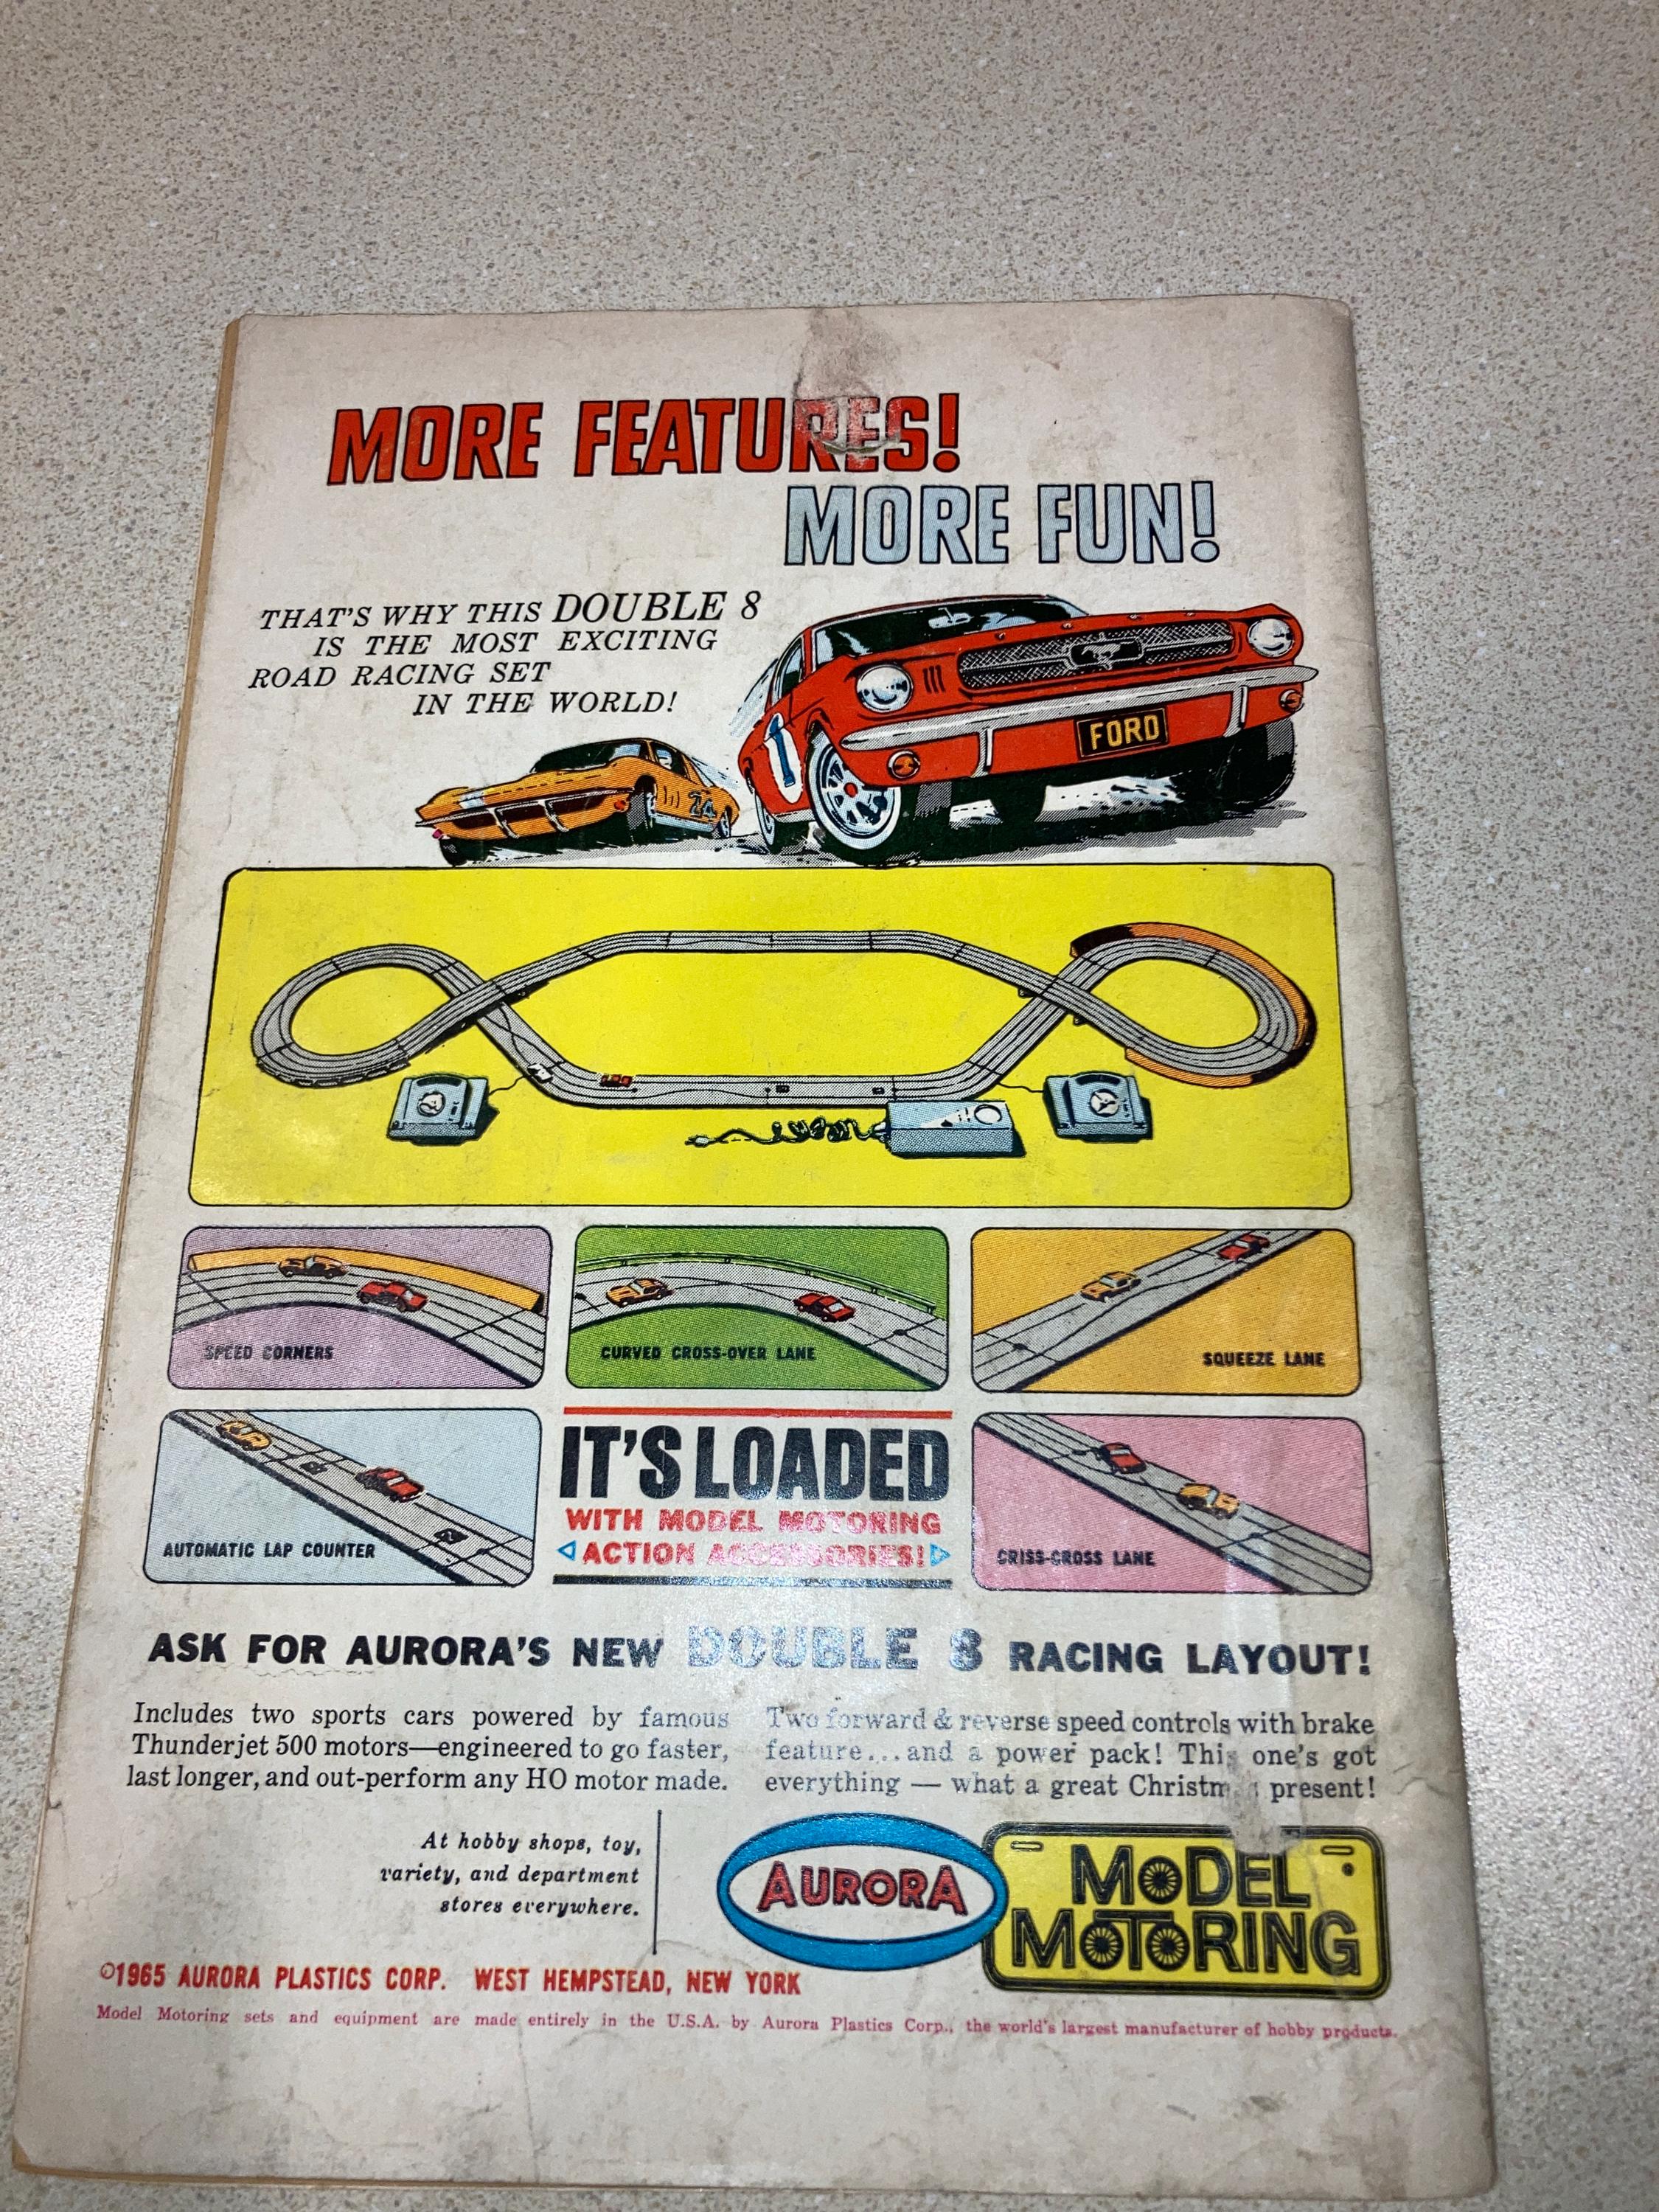 MORE FEATURES!
MORE FUN!
THAT'S WHY THIS DOUBLE 8
IS THE MOST EXCITING
ROAD RACING SET
IN THE WORLD!
1
FORD
24
SPEED CORNERS
CURVED CROSS-OVER LANE
SQUEEZE LANE
AUTOMATIC LAP COUNTER
IT'S LOADED
WITH MODEL MOTORING
ACTION ACCESSORIES!
CRISS-CROSS LANE
ASK FOR AURORA'S NEW DOUBLE 8 RACING LAYOUT!
Includes two sports cars powered by famous
Thunderjet 500 motors—engineered to go faster,
last longer, and out-perform any HO motor made.
Two forward & reverse speed controls with brake
feature...and a power pack! This one's got
everything — what a great Christmas present!
At hobby shops, toy,
variety, and department
stores everywhere.
AURORA
MODEL
MOTORING
©1965 AURORA PLASTICS CORP. WEST HEMPSTEAD, NEW YORK
Model Motoring sets and equipment are made entirely in the U.S.A. by Aurora Plastics Corp., the world's largest manufacturer of hobby products.